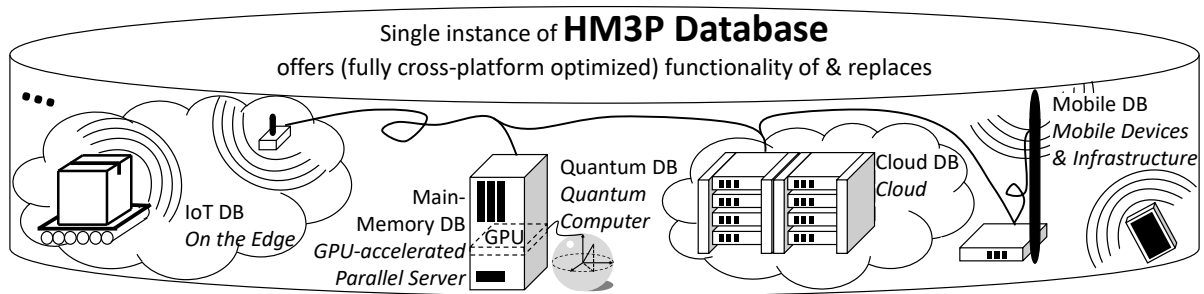 Single instance of HM3P Database
offers (fully cross-platform optimized) functionality of & replaces
IoT DB
On the Edge
Main-
Memory DB
GPU-accelerated
Parallel Server
GPU
Quantum DB
Quantum
Computer
Cloud DB
Cloud
Mobile DB
Mobile Devices
& Infrastructure